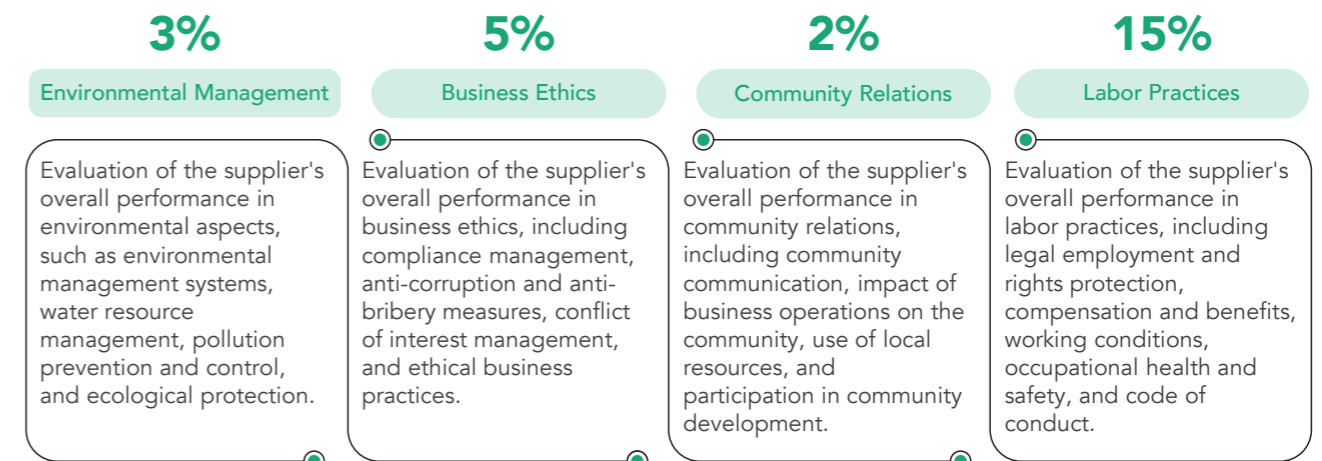 3%
Environmental Management
Evaluation of the supplier's
overall performance in
environmental aspects,
such as environmental
management systems,
water resource
management, pollution
prevention and control,
and ecological protection.
5%
Business Ethics
Evaluation of the supplier's
overall performance in
business ethics, including
compliance management,
anti-corruption and anti-
bribery measures, conflict
of interest management,
and ethical business
practices.
2%
Community Relations
Evaluation of the supplier's
overall performance in
community relations,
including community
communication, impact of
business operations on the
community, use of local
resources, and
participation in community
development.
15%
Labor Practices
Evaluation of the supplier's
overall performance in
labor practices, including
legal employment and
rights protection,
compensation and benefits,
working conditions,
occupational health and
safety, and code of
conduct.